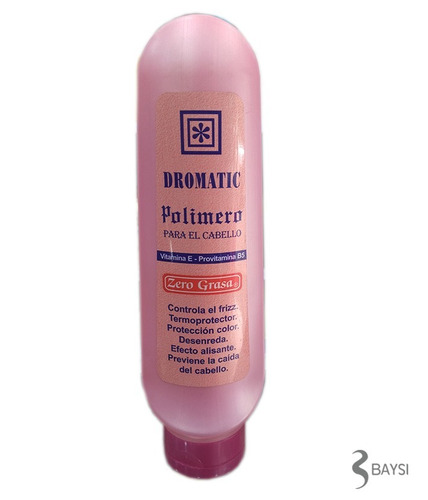 DROMATIC
Polimero
PARA EL CABELLO
Vitamina E - Provitamina B5
Zero Grasa®
Controla el frizz.
Termoprotector.
Protección color.
Desenreda.
Efecto alisante.
Previene la caída
del cabello.
BAYSI